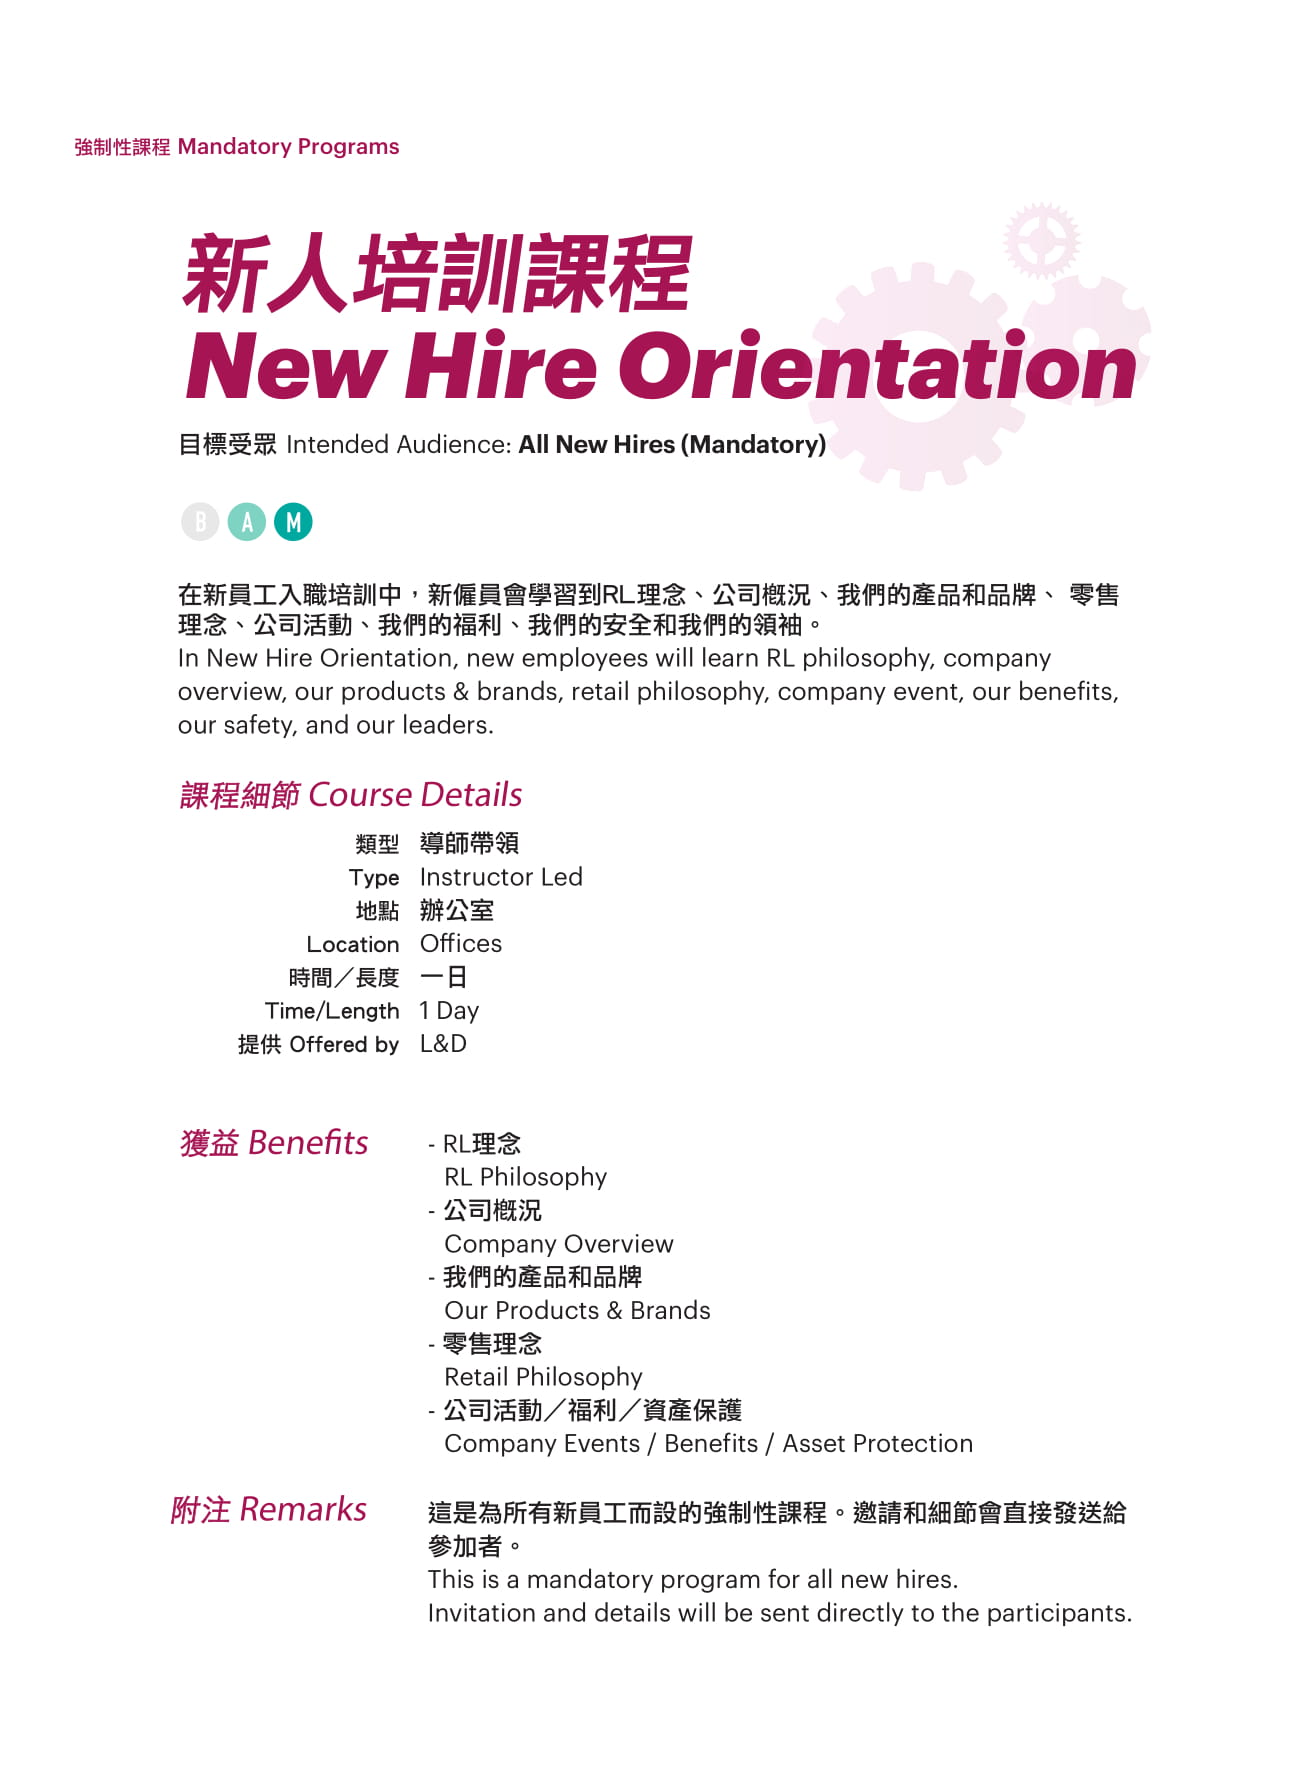 強制性課程 Mandatory Programs
新人培訓課程
New Hire Orientation
目標受眾 Intended Audience: All New Hires (Mandatory)
B A M
在新員工入職培訓中，新僱員會學習到RL理念、公司概況、我們的產品和品牌、 零售
理念、公司活動、我們的福利、我們的安全和我們的領袖。
In New Hire Orientation, new employees will learn RL philosophy, company
overview, our products & brands, retail philosophy, company event, our benefits,
our safety, and our leaders.
課程細節 Course Details
類型 導師帶領
Type Instructor Led
地點 辦公室
Location Offices
時間／長度 一日
Time/Length 1 Day
提供 Offered by L&D
獲益 Benefits - RL理念
RL Philosophy
- 公司概況
Company Overview
- 我們的產品和品牌
Our Products & Brands
- 零售理念
Retail Philosophy
- 公司活動／福利／資產保護
Company Events / Benefits / Asset Protection
附注 Remarks 這是為所有新員工而設的強制性課程。邀請和細節會直接發送給
參加者。
This is a mandatory program for all new hires.
Invitation and details will be sent directly to the participants.